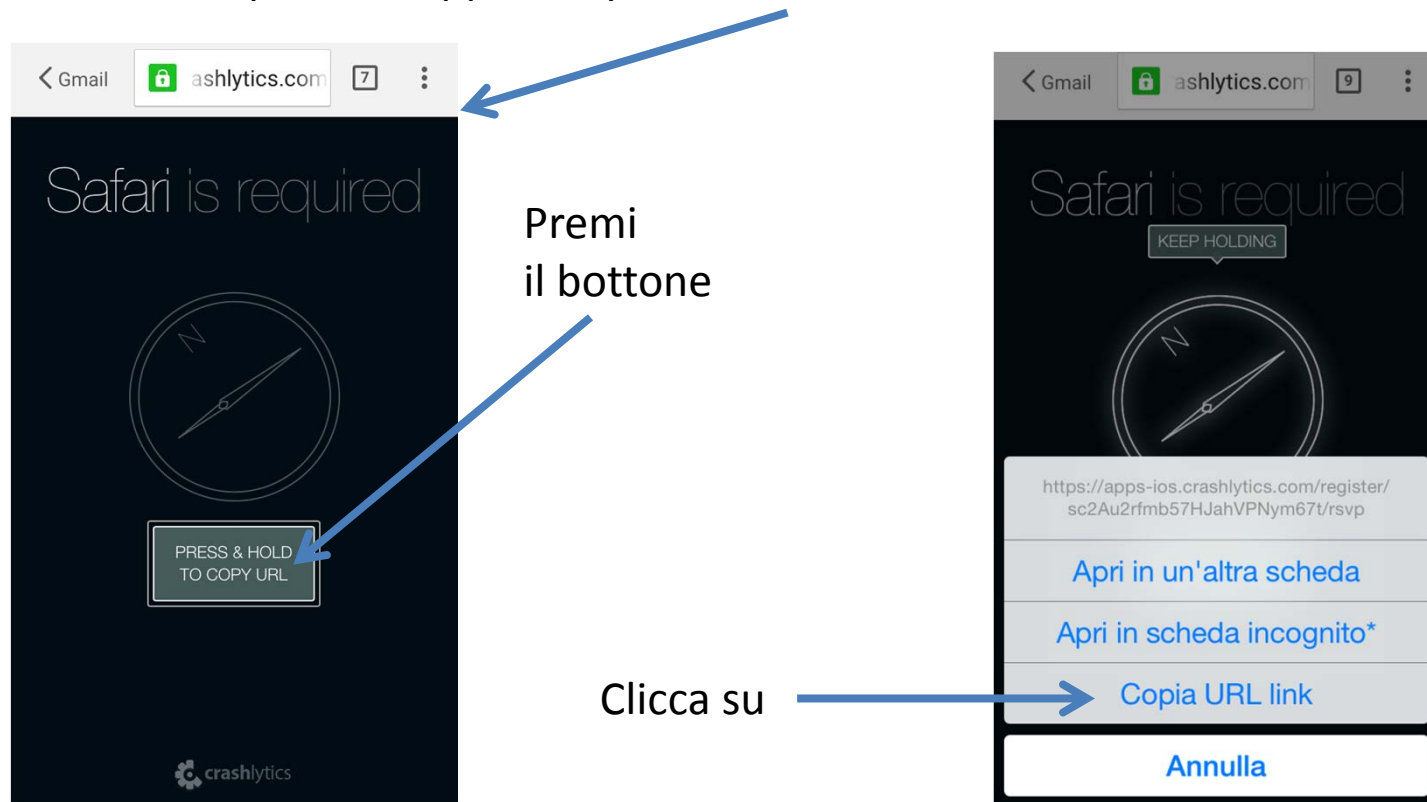 Gmail
ashlytics.com
7
Safari is required
PRESS & HOLD
TO COPY URL
crashlytics
Premi
il bottone
Clicca su
Gmail
ashlytics.com
9
Safari is required
KEEP HOLDING
N
https://apps-ios.crashlytics.com/register/
sc2Au2rfmb57HJahVPNym67t/rsvp
Apri in un'altra scheda
Apri in scheda incognito*
Copia URL link
Annulla